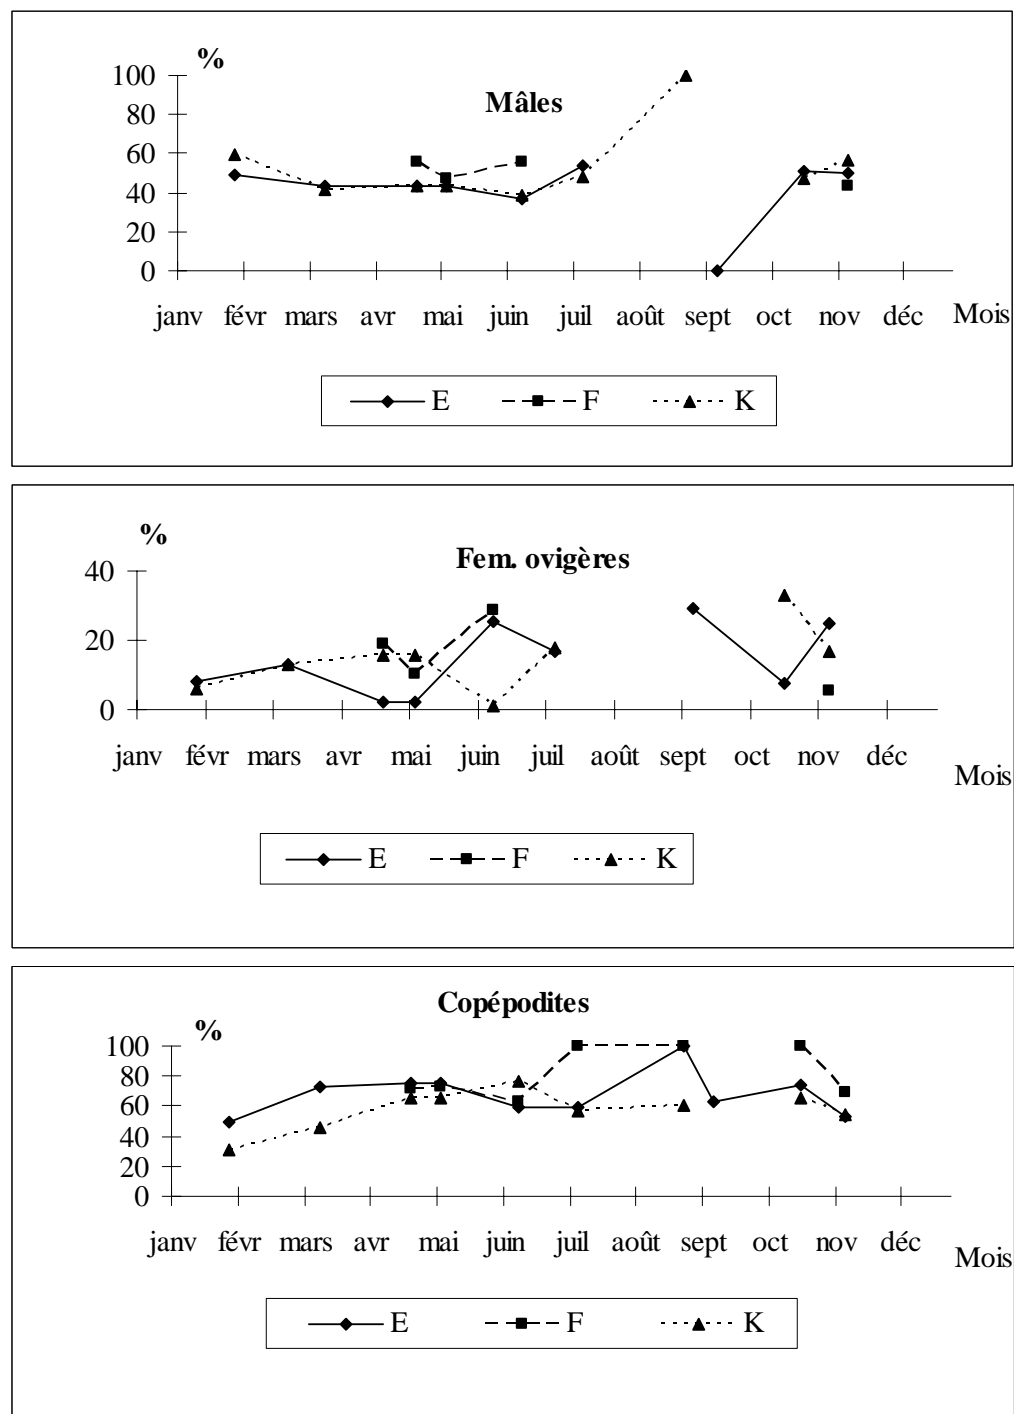 %
Mâles
100
80
60
40
20
0
janv févr mars avr mai juin juil août sept oct nov déc Mois
E F K
%
Fem. ovigères
40
20
0
janv févr mars avr mai juin juil août sept oct nov déc
Mois
E F K
Copépodites
%
100
80
60
40
20
0
janv févr mars avr mai juin juil août sept oct nov déc
Mois
E F K